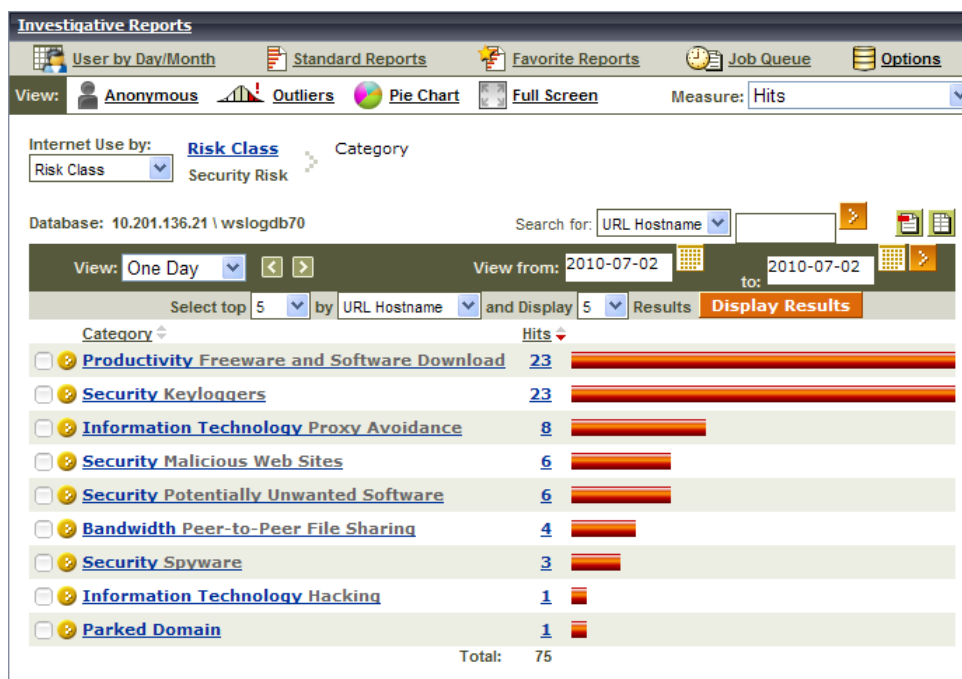 Investigative Reports
User by Day/Month Standard Reports Favorite Reports Job Queue Options
View: Anonymous Outliers Pie Chart Full Screen Measure: Hits
Internet Use by: Risk Class Category
Risk Class Security Risk
Database: 10.201.136.21 \ wslogdb70 Search for: URL Hostname
View: One Day View from: 2010-07-02 to: 2010-07-02
Select top 5 by URL Hostname and Display 5 Results Display Results
Category Hits
Productivity Freeware and Software Download 23
Security Keyloggers 23
Information Technology Proxy Avoidance 8
Security Malicious Web Sites 6
Security Potentially Unwanted Software 6
Bandwidth Peer-to-Peer File Sharing 4
Security Spyware 3
Information Technology Hacking 1
Parked Domain 1
Total: 75